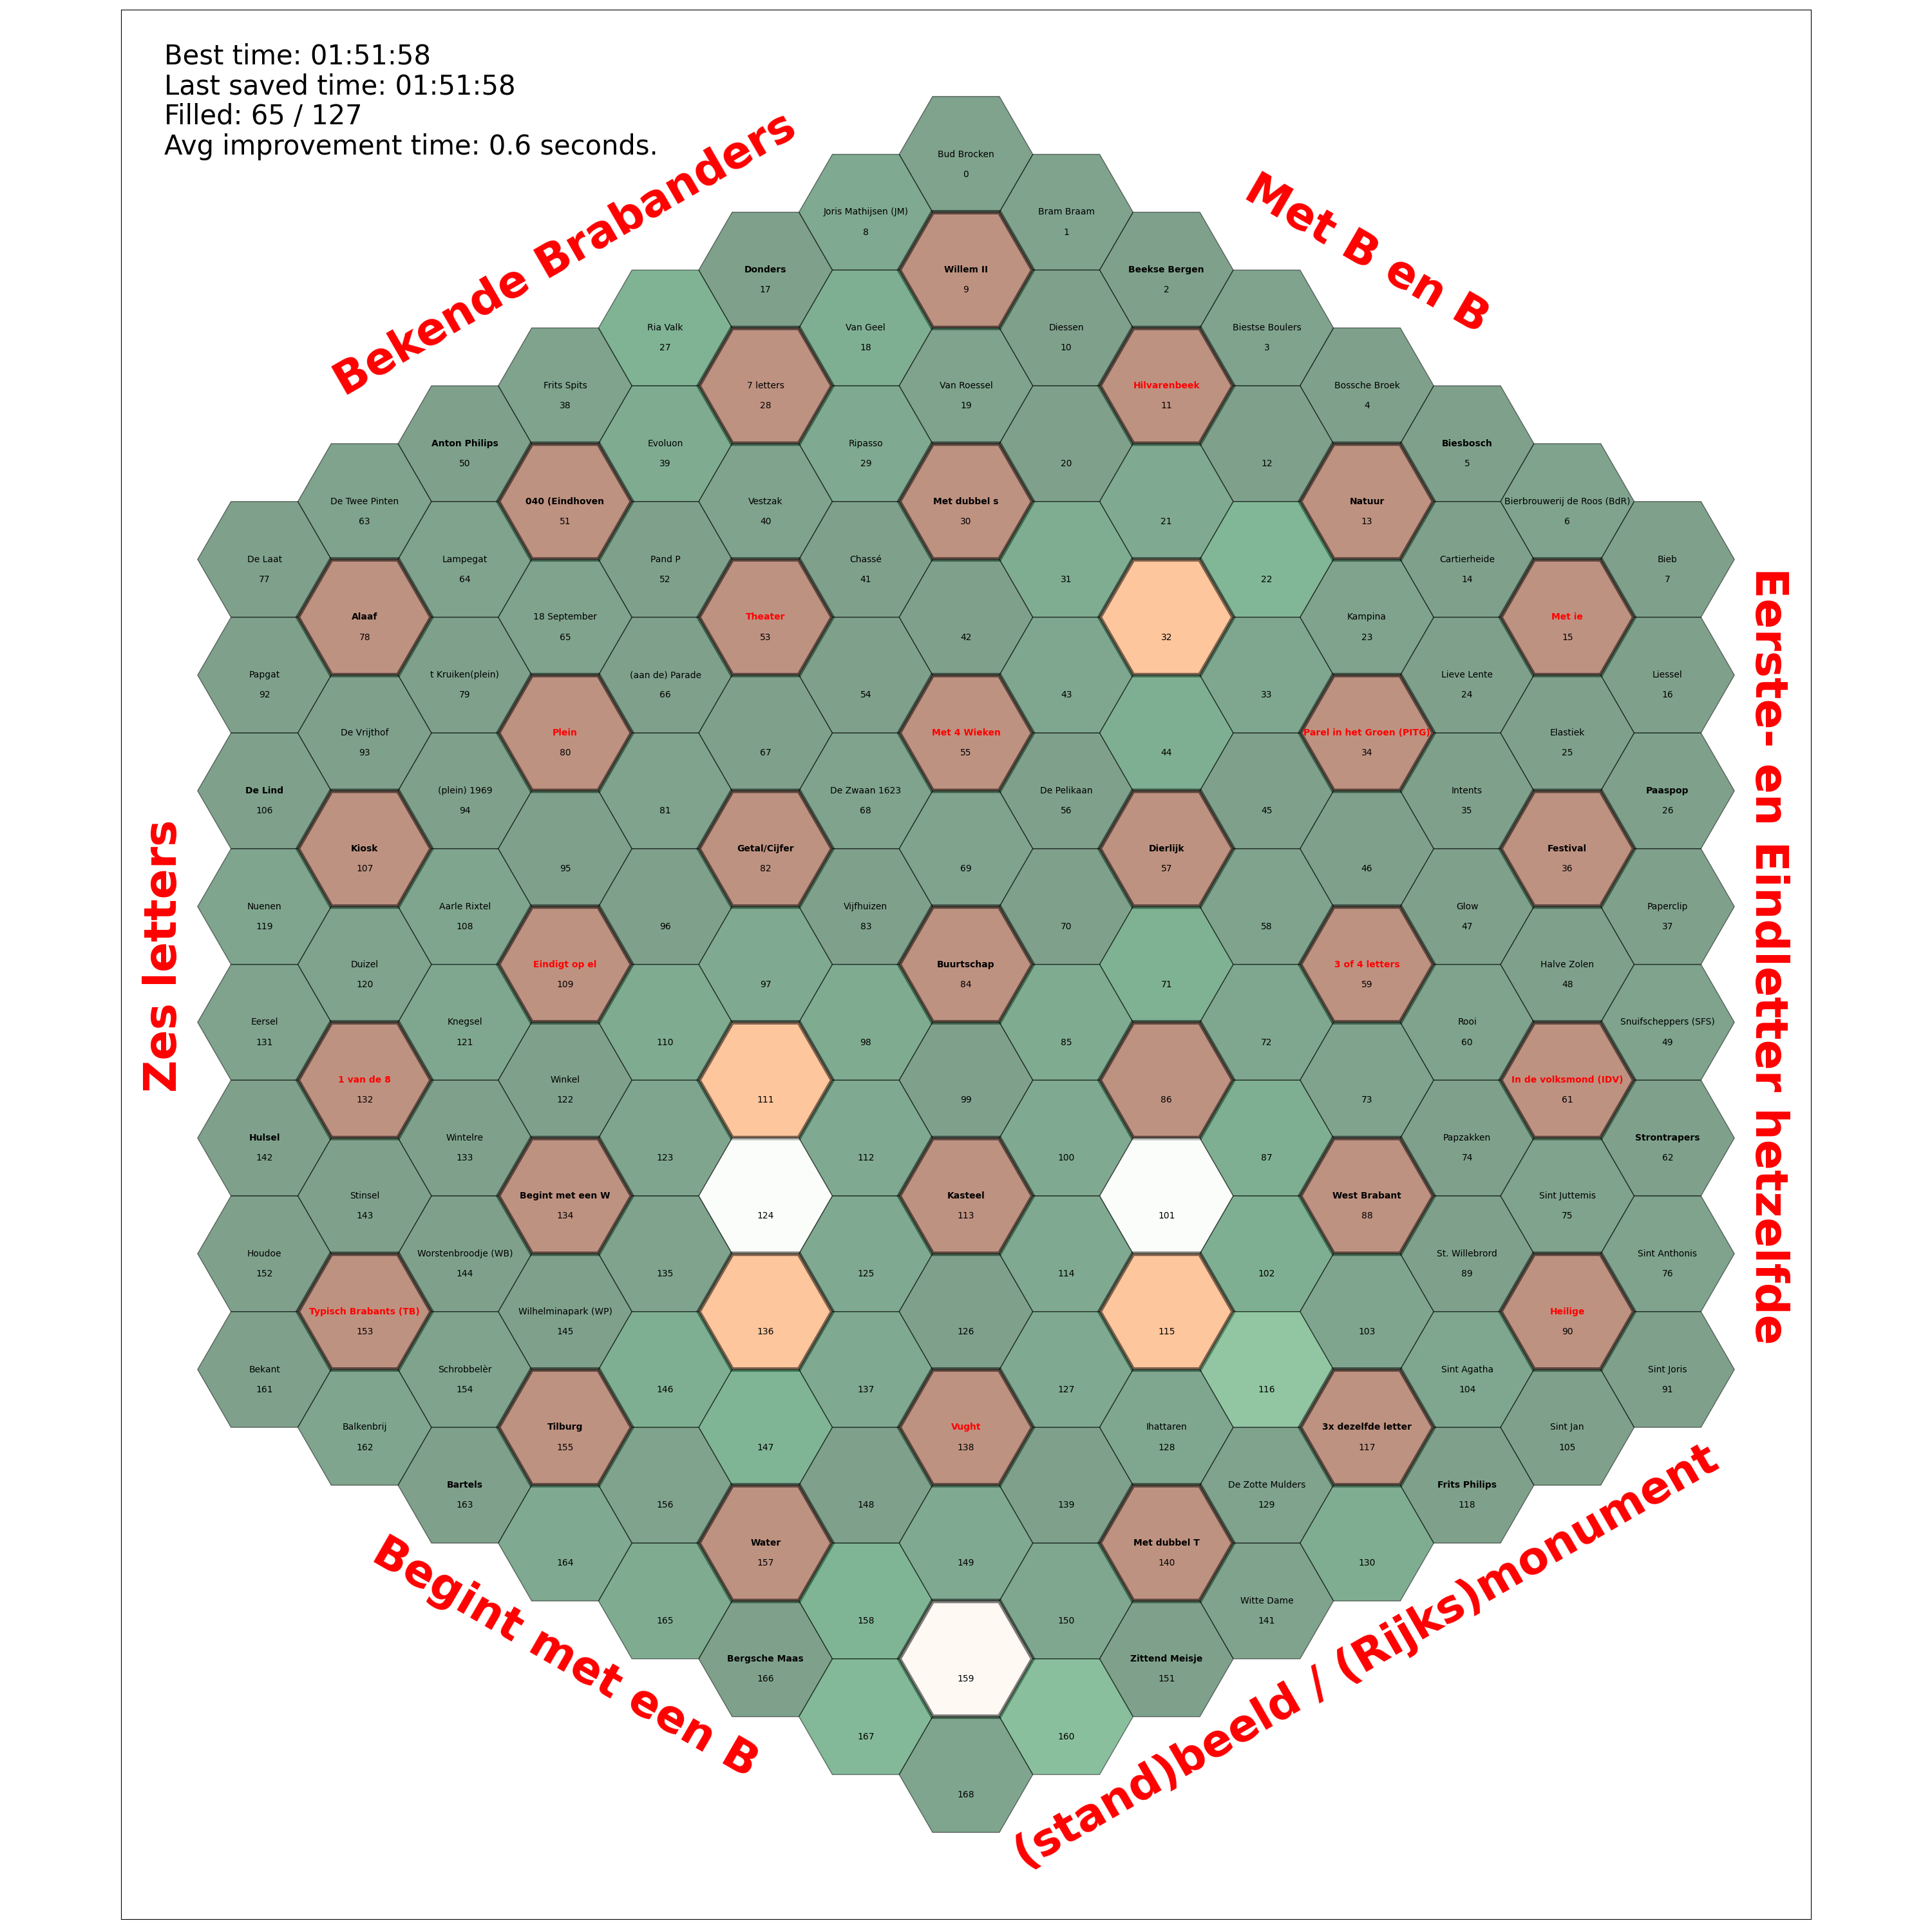 Best time: 01:51:58
Last saved time: 01:51:58
Filled: 65 / 127
Avg improvement time: 0.6 seconds.
Bekende Brabanders
Met B en B
Eerste- en Eindletter hetzelfde
Zes letters
Begint met een B
(stand)beeld / (Rijks)monument
Bud Brocken
0
Joris Mathijsen (JM)
8
Bram Braam
1
Donders
17
Willem II
9
Beekse Bergen
2
Ria Valk
27
Van Geel
18
Diessen
10
Biestse Boulers
3
Frits Spits
38
7 letters
28
Van Roessel
19
Hilvarenbeek
11
Bossche Broek
4
Anton Philips
50
Evoluon
39
Ripasso
29
20
12
Biesbosch
5
De Twee Pinten
63
040 (Eindhoven
51
Vestzak
40
Met dubbel s
30
21
Natuur
13
Bierbrouwerij de Roos (BdR)
6
De Laat
77
Lampegat
64
Pand P
52
Chassé
41
31
22
Cartierheide
14
Bieb
7
Alaaf
78
18 September
65
Theater
53
42
32
Kampina
23
Met ie
15
Papgat
92
t Kruiken(plein)
79
(aan de) Parade
66
54
43
33
Lieve Lente
24
Liessel
16
De Vrijthof
93
Plein
80
67
Met 4 Wieken
55
44
Parel in het Groen (PITG)
34
Elastiek
25
De Lind
106
(plein) 1969
94
81
De Zwaan 1623
68
De Pelikaan
56
45
Intents
35
Paaspop
26
Kiosk
107
95
Getal/Cijfer
82
69
Dierlijk
57
46
Festival
36
Nuenen
119
Aarle Rixtel
108
96
Vijfhuizen
83
70
58
Glow
47
Paperclip
37
Duizel
120
Eindigt op el
109
97
Buurtschap
84
71
3 of 4 letters
59
Halve Zolen
48
Eersel
131
Knegsel
121
110
98
85
72
Rooi
60
Snuifscheppers (SFS)
49
1 van de 8
132
Winkel
122
111
99
86
73
In de volksmond (IDV)
61
Hulsel
142
Wintelre
133
123
112
100
87
Papzakken
74
Strontrapers
62
Stinsel
143
Begint met een W
134
124
Kasteel
113
101
West Brabant
88
Sint Juttemis
75
Houdoe
152
Worstenbroodje (WB)
144
135
125
114
102
St. Willebrord
89
Sint Anthonis
76
Typisch Brabants (TB)
153
Wilhelminapark (WP)
145
136
126
115
103
Heilige
90
Bekant
161
Schrobbelèr
154
146
137
127
116
Sint Agatha
104
Sint Joris
91
Balkenbrij
162
Tilburg
155
147
Vught
138
Ihattaren
128
3x dezelfde letter
117
Sint Jan
105
Bartels
163
156
148
139
De Zotte Mulders
129
Frits Philips
118
164
Water
157
149
Met dubbel T
140
130
165
158
150
Witte Dame
141
Bergsche Maas
166
159
Zittend Meisje
151
167
160
168